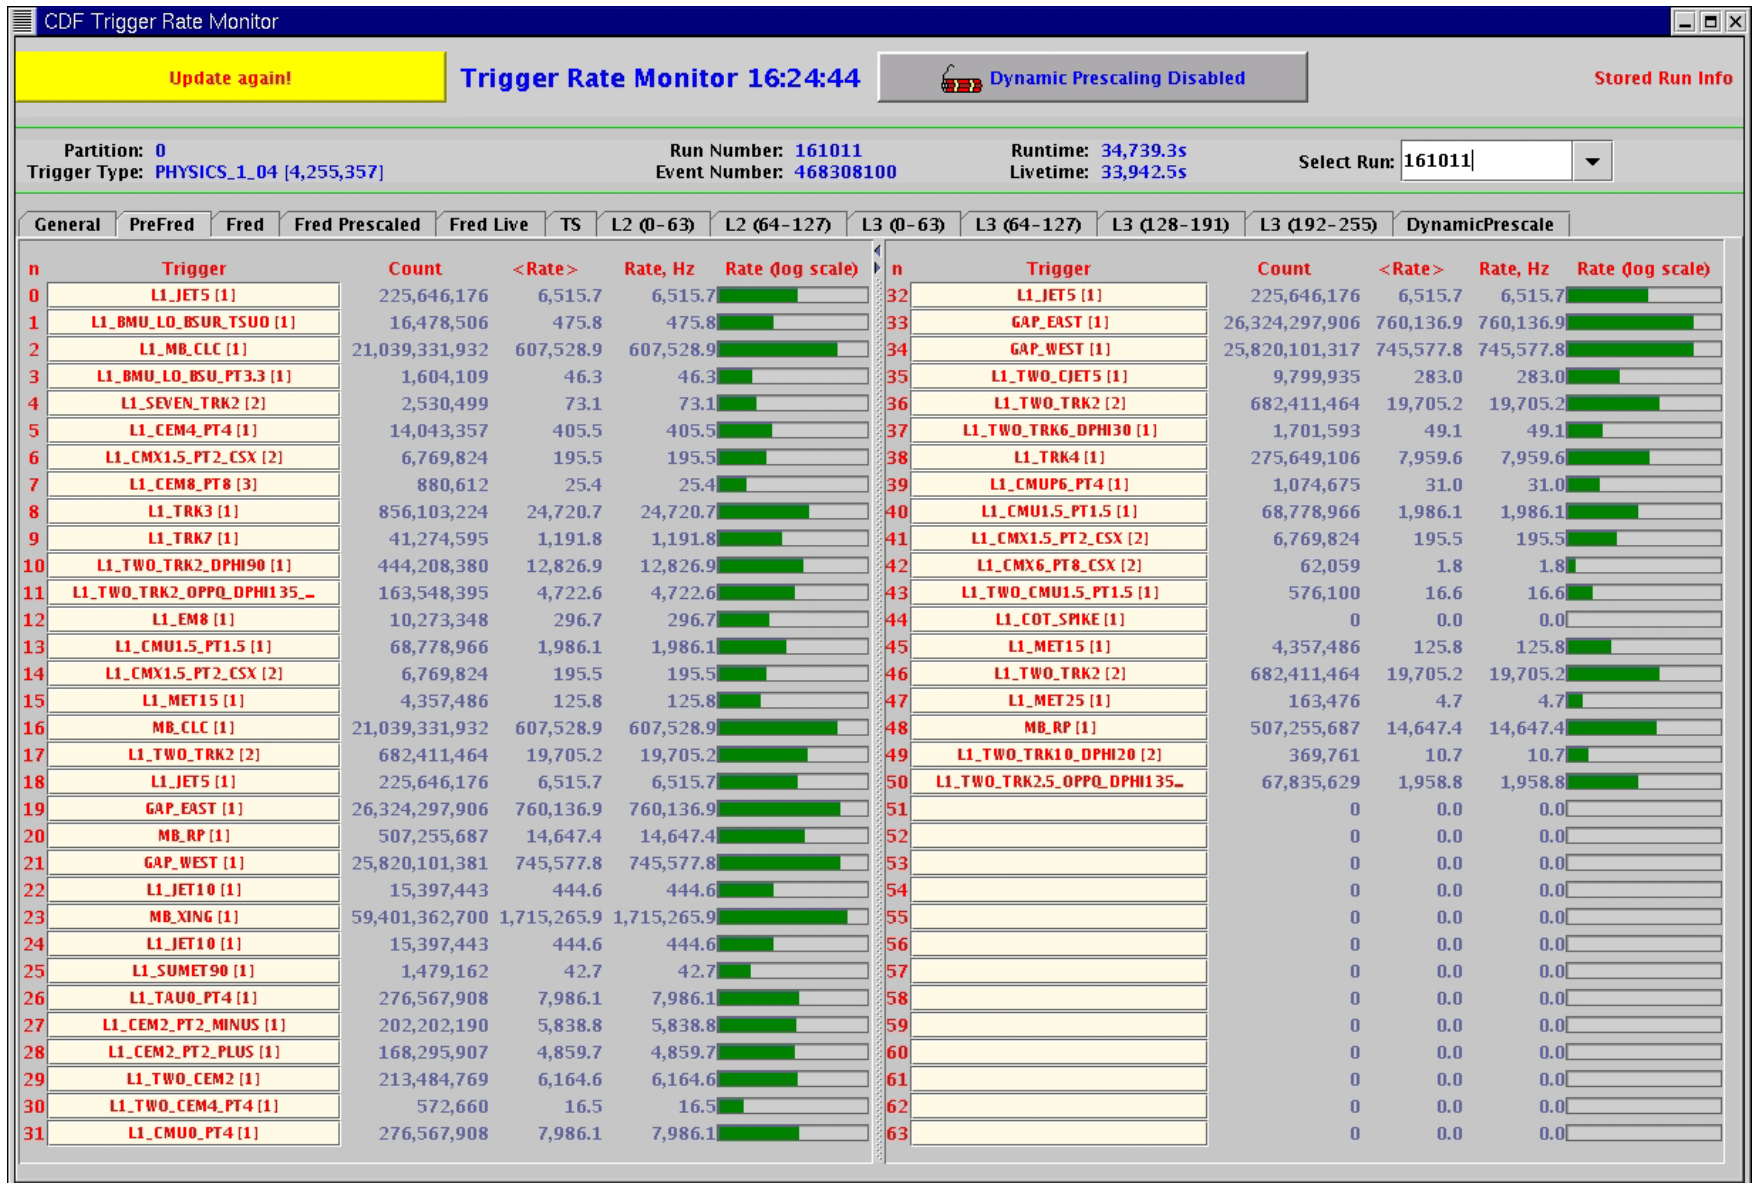 CDF Trigger Rate Monitor
Update again!
Trigger Rate Monitor 16:24:44
Dynamic Prescaling Disabled
Stored Run Info
Partition: 0 Run Number: 161011 Runtime: 34,739.3s
Trigger Type: PHYSICS_1_04 [4,255,357] Event Number: 468308100 Livetime: 33,942.5s
Select Run: 161011
General PreFred Fred Fred Prescaled Fred Live TS L2 (0-63) L2 (64-127) L3 (0-63) L3 (64-127) L3 (128-191) L3 (192-255) DynamicPrescale
n Trigger Count <Rate> Rate, Hz Rate (log scale)
0 L1_JET5 [1] 225,646,176 6,515.7 6,515.7
1 L1_BMU_LO_BSUR_TSUO [1] 16,478,506 475.8 475.8
2 L1_MB_CLC [1] 21,039,331,932 607,528.9 607,528.9
3 L1_BMU_LO_BSU_PT3.3 [1] 1,604,109 46.3 46.3
4 L1_SEVEN_TRK2 [2] 2,530,499 73.1 73.1
5 L1_CEM4_PT4 [1] 14,043,357 405.5 405.5
6 L1_CMX1.5_PT2_CSX [2] 6,769,824 195.5 195.5
7 L1_CEM8_PT8 [3] 880,612 25.4 25.4
8 L1_TRK3 [1] 856,103,224 24,720.7 24,720.7
9 L1_TRK7 [1] 41,274,595 1,191.8 1,191.8
10 L1_TWO_TRK2_DPHI90 [1] 444,208,380 12,826.9 12,826.9
11 L1_TWO_TRK2_OPPQ_DPHI135_... 163,548,395 4,722.6 4,722.6
12 L1_EM8 [1] 10,273,348 296.7 296.7
13 L1_CMU1.5_PT1.5 [1] 68,778,966 1,986.1 1,986.1
14 L1_CMX1.5_PT2_CSX [2] 6,769,824 195.5 195.5
15 L1_MET15 [1] 4,357,486 125.8 125.8
16 MB_CLC [1] 21,039,331,932 607,528.9 607,528.9
17 L1_TWO_TRK2 [2] 682,411,464 19,705.2 19,705.2
18 L1_JET5 [1] 225,646,176 6,515.7 6,515.7
19 GAP_EAST [1] 26,324,297,906 760,136.9 760,136.9
20 MB_RP [1] 507,255,687 14,647.4 14,647.4
21 GAP_WEST [1] 25,820,101,381 745,577.8 745,577.8
22 L1_JET10 [1] 15,397,443 444.6 444.6
23 MB_XING [1] 59,401,362,700 1,715,265.9 1,715,265.9
24 L1_JET10 [1] 15,397,443 444.6 444.6
25 L1_SUMET90 [1] 1,479,162 42.7 42.7
26 L1_TAU0_PT4 [1] 276,567,908 7,986.1 7,986.1
27 L1_CEM2_PT2_MINUS [1] 202,202,190 5,838.8 5,838.8
28 L1_CEM2_PT2_PLUS [1] 168,295,907 4,859.7 4,859.7
29 L1_TWO_CEM2 [1] 213,484,769 6,164.6 6,164.6
30 L1_TWO_CEM4_PT4 [1] 572,660 16.5 16.5
31 L1_CMU0_PT4 [1] 276,567,908 7,986.1 7,986.1
n Trigger Count <Rate> Rate, Hz Rate (log scale)
32 L1_JET5 [1] 225,646,176 6,515.7 6,515.7
33 GAP_EAST [1] 26,324,297,906 760,136.9 760,136.9
34 GAP_WEST [1] 25,820,101,317 745,577.8 745,577.8
35 L1_TWO_CJET5 [1] 9,799,935 283.0 283.0
36 L1_TWO_TRK2 [2] 682,411,464 19,705.2 19,705.2
37 L1_TWO_TRK6_DPHI30 [1] 1,701,593 49.1 49.1
38 L1_TRK4 [1] 275,649,106 7,959.6 7,959.6
39 L1_CMUP6_PT4 [1] 1,074,675 31.0 31.0
40 L1_CMU1.5_PT1.5 [1] 68,778,966 1,986.1 1,986.1
41 L1_CMX1.5_PT2_CSX [2] 6,769,824 195.5 195.5
42 L1_CMX6_PT8_CSX [2] 62,059 1.8 1.8
43 L1_TWO_CMU1.5_PT1.5 [1] 576,100 16.6 16.6
44 L1_COT_SPIKE [1] 0 0.0 0.0
45 L1_MET15 [1] 4,357,486 125.8 125.8
46 L1_TWO_TRK2 [2] 682,411,464 19,705.2 19,705.2
47 L1_MET25 [1] 163,476 4.7 4.7
48 MB_RP [1] 507,255,687 14,647.4 14,647.4
49 L1_TWO_TRK10_DPHI20 [2] 369,761 10.7 10.7
50 L1_TWO_TRK2.5_OPPQ_DPHI135... 67,835,629 1,958.8 1,958.8
51 0 0.0 0.0
52 0 0.0 0.0
53 0 0.0 0.0
54 0 0.0 0.0
55 0 0.0 0.0
56 0 0.0 0.0
57 0 0.0 0.0
58 0 0.0 0.0
59 0 0.0 0.0
60 0 0.0 0.0
61 0 0.0 0.0
62 0 0.0 0.0
63 0 0.0 0.0